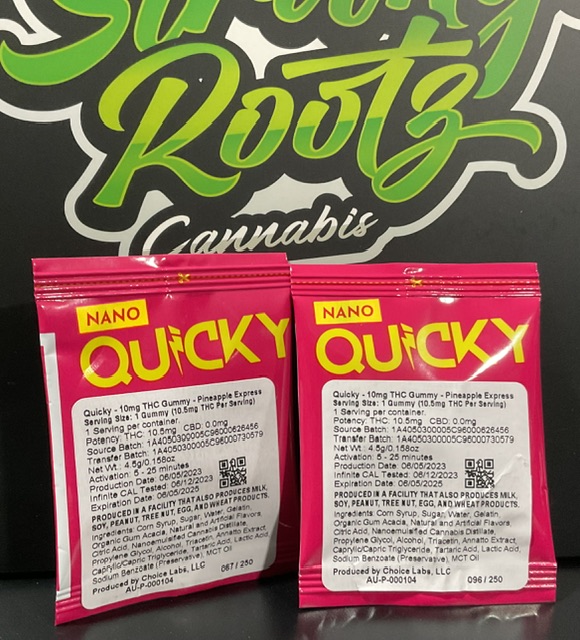 Strooky
Rootz
Cannabis
NANO
QUICKY
Quicky - 10mg THC Gummy - Pineapple Express
Serving Size: 1 Gummy (10.5mg THC Per Serving)
1 Serving per container.
Potency: THC: 10.5mg CBD: 0.0mg
Source Batch: 1A4050300005C96000626456
Transfer Batch: 1A4050300005C96000730579
Net Wt.: 4.5g/0.158oz
Activation: 5 - 25 minutes
Production Date: 06/05/2023
Infinite CAL Tested: 06/12/2023
Expiration Date: 06/05/2025
PRODUCED IN A FACILITY THAT ALSO PRODUCES MILK,
SOY, PEANUT, TREE NUT, EGG, AND WHEAT PRODUCTS.
Ingredients: Corn Syrup, Sugar, Water, Gelatin,
Organic Gum Acacia, Natural and Artificial Flavors,
Citric Acid, Nanoemulsified Cannabis Distillate,
Propylene Glycol, Alcohol, Triacetin, Annatto Extract,
Caprylic/Capric Triglyceride, Tartaric Acid, Lactic Acid,
Sodium Benzoate (Preservative), MCT Oil
Produced by Choice Labs, LLC
AU-P-000104
067 / 250
NANO
QUICKY
Quicky - 10mg THC Gummy - Pineapple Express
Serving Size: 1 Gummy (10.5mg THC Per Serving)
1 Serving per container.
Potency: THC: 10.5mg CBD: 0.0mg
Source Batch: 1A4050300005C96000626456
Transfer Batch: 1A4050300005C96000730579
Net Wt.: 4.5g/0.158oz
Activation: 5 - 25 minutes
Production Date: 06/05/2023
Infinite CAL Tested: 06/12/2023
Expiration Date: 06/05/2025
PRODUCED IN A FACILITY THAT ALSO PRODUCES MILK,
SOY, PEANUT, TREE NUT, EGG, AND WHEAT PRODUCTS.
Ingredients: Corn Syrup, Sugar, Water, Gelatin,
Organic Gum Acacia, Natural and Artificial Flavors,
Citric Acid, Nanoemulsified Cannabis Distillate,
Propylene Glycol, Alcohol, Triacetin, Annatto Extract,
Caprylic/Capric Triglyceride, Tartaric Acid, Lactic Acid,
Sodium Benzoate (Preservative), MCT Oil
Produced by Choice Labs, LLC
AU-P-000104
096 / 250